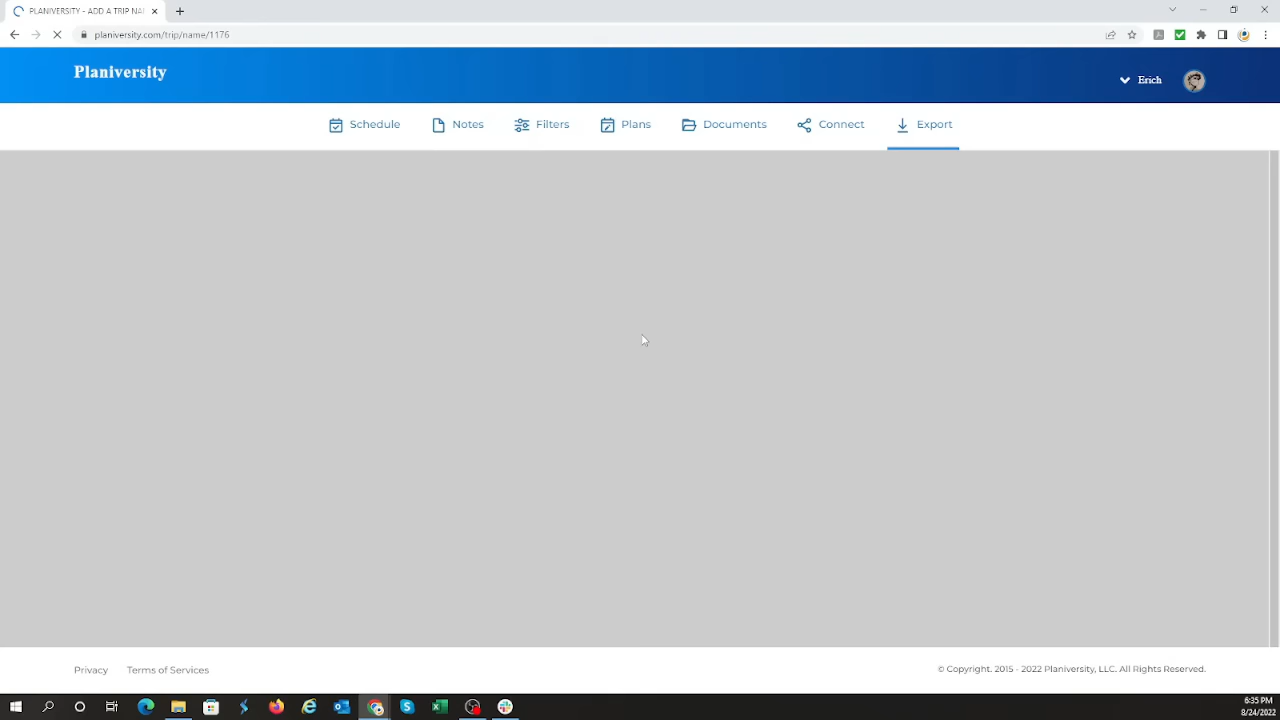 PLANIVERSITY - ADD A TRIP NA
planiversity.com/trip/name/1176
Planiversity
Erich
Schedule Notes Filters Plans Documents Connect Export
Privacy Terms of Services © Copyright. 2015 - 2022 Planiversity, LLC. All Rights Reserved.
6:35 PM
8/24/2022